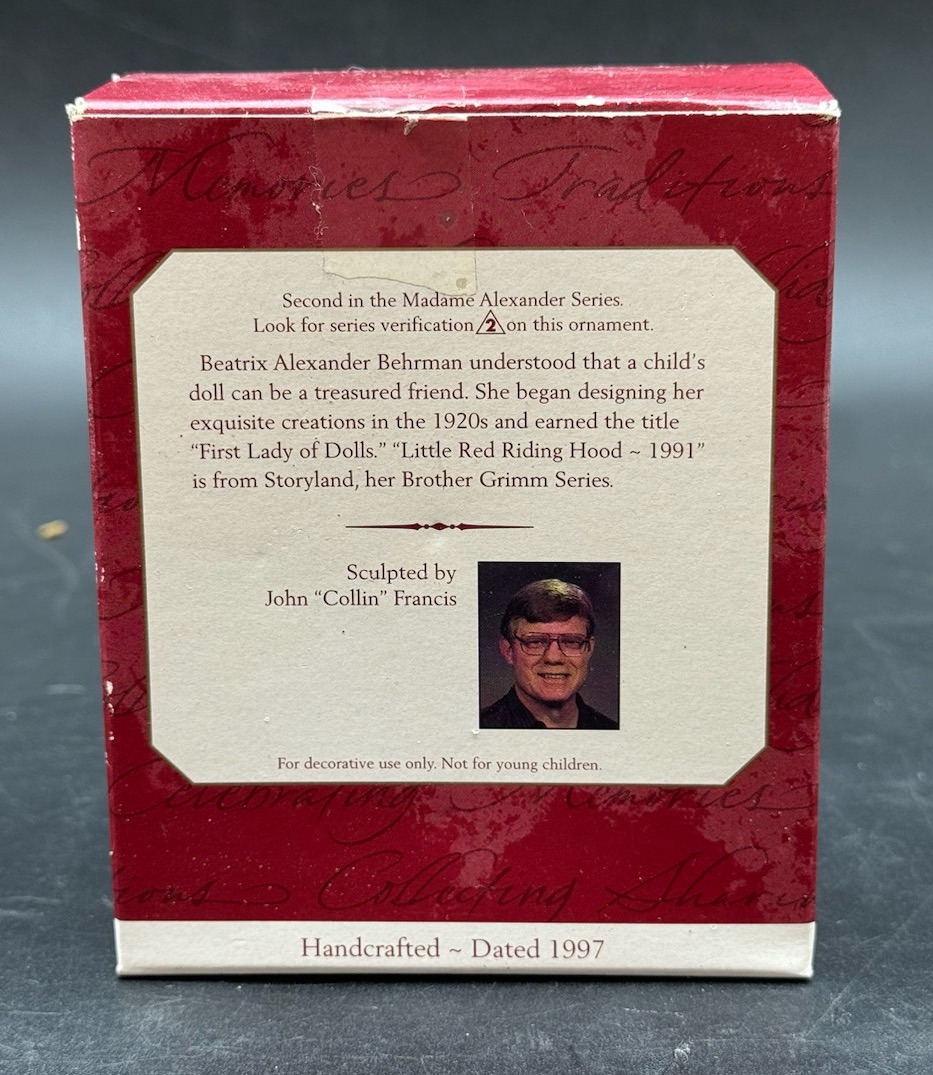 Memories Traditions
Second in the Madame Alexander Series.
Look for series verification 2 on this ornament.
Beatrix Alexander Behrman understood that a child's
doll can be a treasured friend. She began designing her
exquisite creations in the 1920s and earned the title
“First Lady of Dolls.” “Little Red Riding Hood ~ 1991”
is from Storyland, her Brother Grimm Series.
Sculpted by
John “Collin” Francis
For decorative use only. Not for young children.
Celebrating Memories
Collecting
Handcrafted ~ Dated 1997